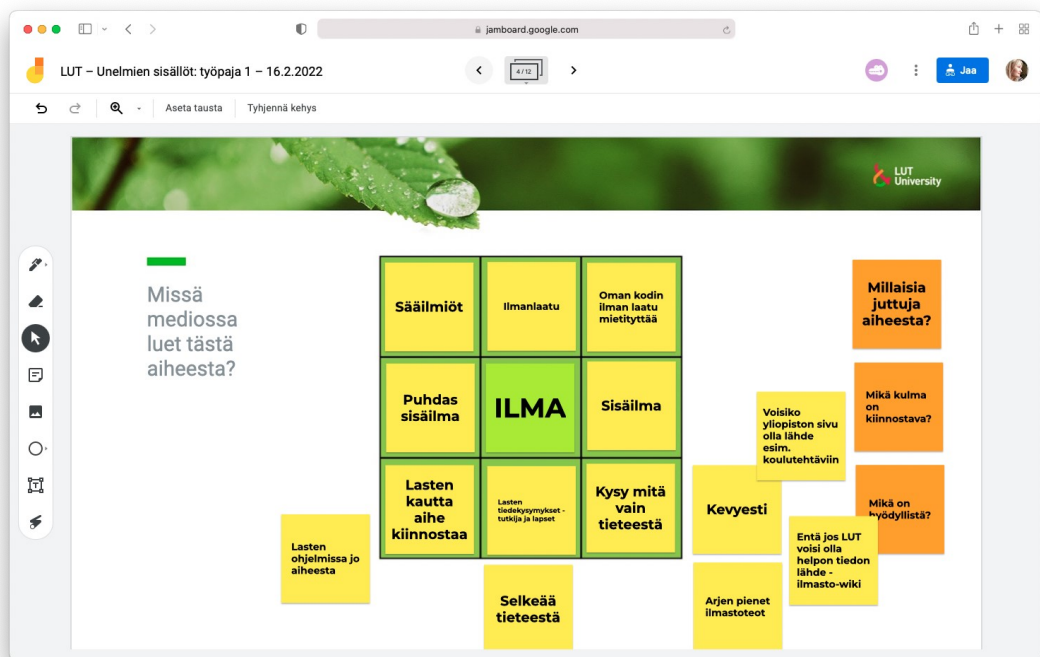 jamboard.google.com
LUT – Unelmien sisällöt: työpaja 1 – 16.2.2022
4 / 12
Jaa
Aseta tausta
Tyhjennä kehys
LUT
University
Missä
mediossa
luet tästä
aiheesta?
Sääilmiöt
Ilmanlaatu
Oman kodin
ilman laatu
mietityttää
Puhdas
sisäilma
ILMA
Sisäilma
Lasten
kautta
aihe
kiinnostaa
Lasten
tiedekysymykset -
tutkija ja lapset
Kysy mitä
vain
tieteestä
Lasten
ohjelmissa jo
aiheesta
Selkeää
tieteestä
Kevyesti
Arjen pienet
ilmastoteot
Voisiko
yliopiston sivu
olla lähde
esim.
koulutehtäviin
Entä jos LUT
voisi olla
helpon tiedon
lähde -
ilmasto-wiki
Millaisia
juttuja
aiheesta?
Mikä kulma
on
kiinnostava?
Mikä on
hyödyllistä?